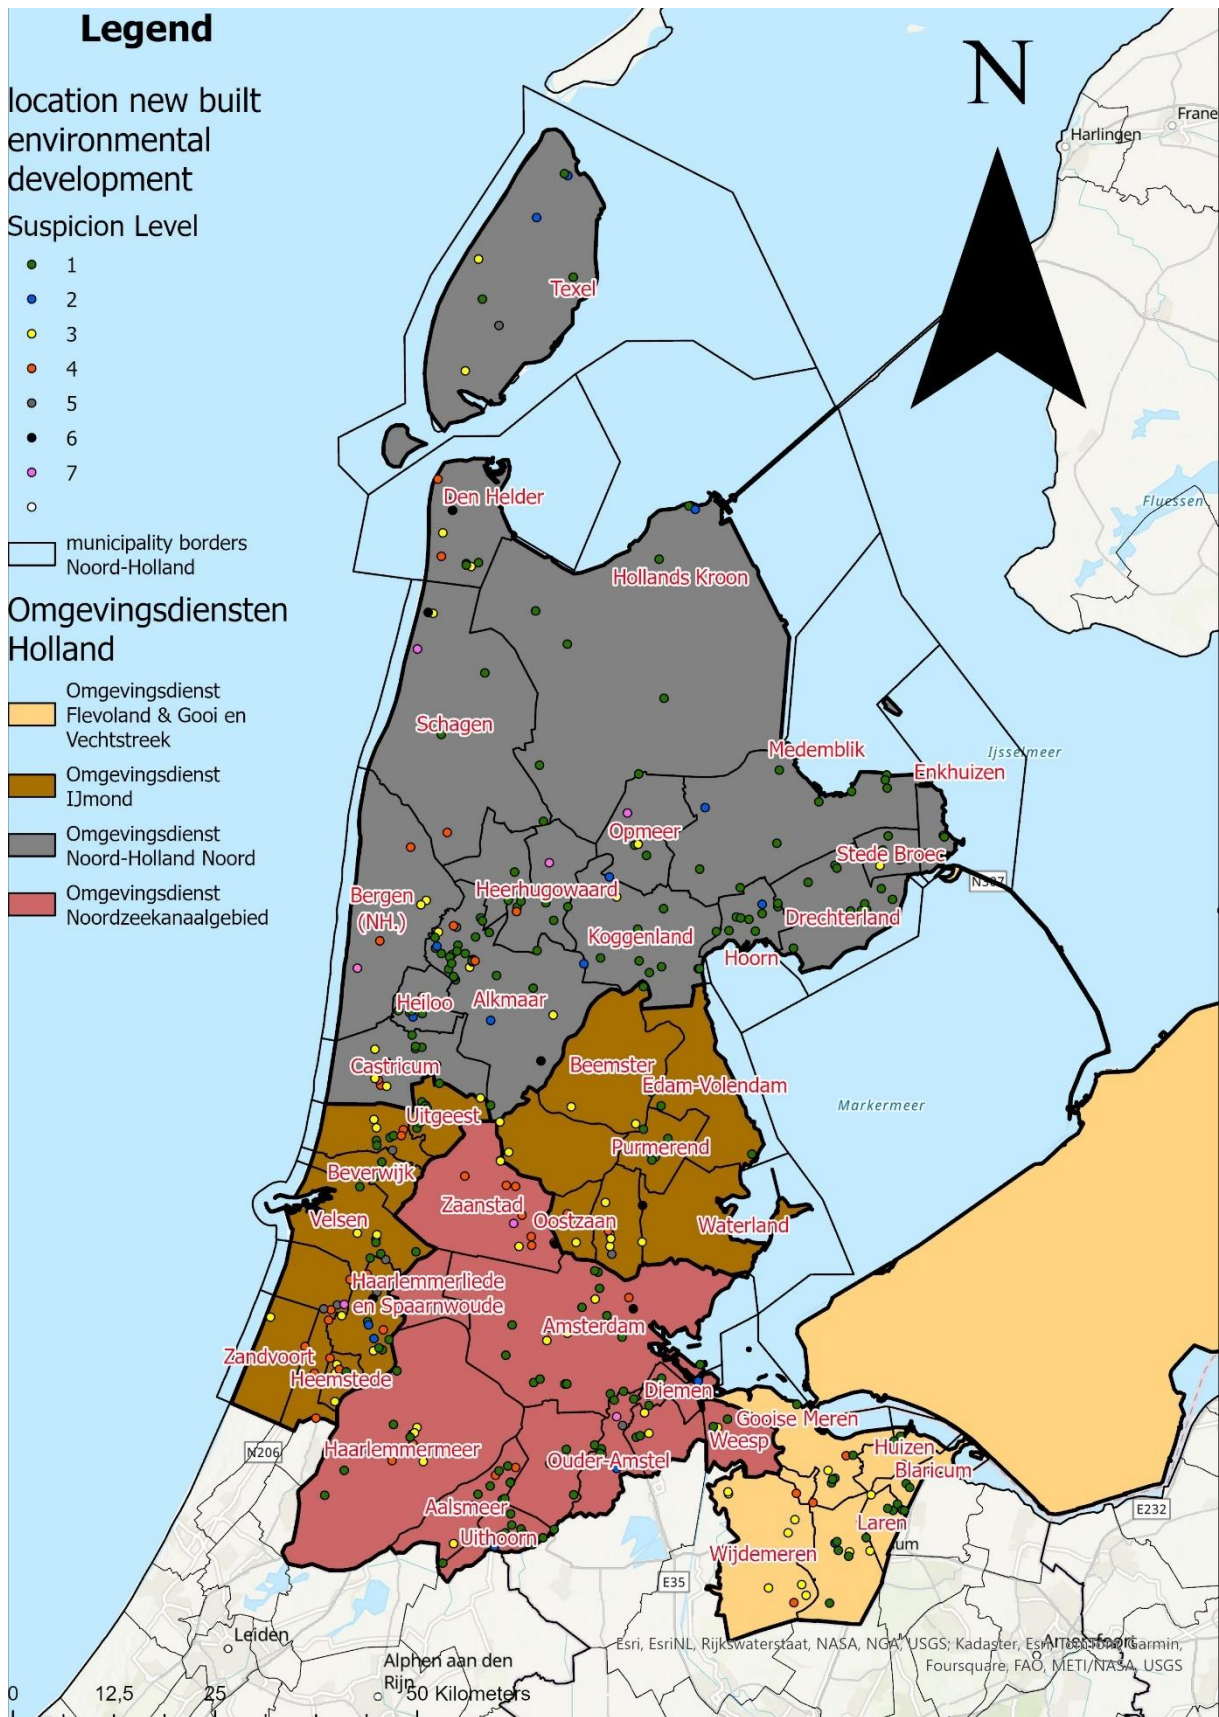 Legend
location new built
environmental
development
Suspicion Level
1
2
3
4
5
6
7
municipality borders
Noord-Holland
Omgevingsdiensten
Holland
Omgevingsdienst
Flevoland & Gooi en
Vechtstreek
Omgevingsdienst
IJmond
Omgevingsdienst
Noord-Holland Noord
Omgevingsdienst
Noordzeekanaalgebied
N
Frane
Harlingen
Texel
Den Helder
Fluessen
Hollands Kroon
Schagen
Medemblik
IJsselmeer
Enkhuizen
Opmeer
Stede Broec
N307
Heerhugowaard
Bergen
(NH.)
Drechterland
Koggenland
Hoorn
Heiloo
Alkmaar
Castricum
Beemster
Edam-Volendam
Markermeer
Uitgeest
Purmerend
Beverwijk
Zaanstad
Velsen
Oostzaan
Waterland
Haarlemmerliede
en Spaarnwoude
Amsterdam
Zandvoort
Heemstede
Diemen
Gooise Meren
Weesp
Huizen
Haarlemmermeer
N206
Ouder-Amstel
Blaricum
Aalsmeer
E232
Laren
Uithoorn
um
Wijdemeren
E35
Leiden
Esri, EsriNL, Rijkswaterstaat, NASA, NGA, USGS; Kadaster, Esri, TomTom, Garmin,
Foursquare, FAO, METI/NASA, USGS
Amersfoort
Alphen aan den
Rijn
0 12,5 25 50 Kilometers